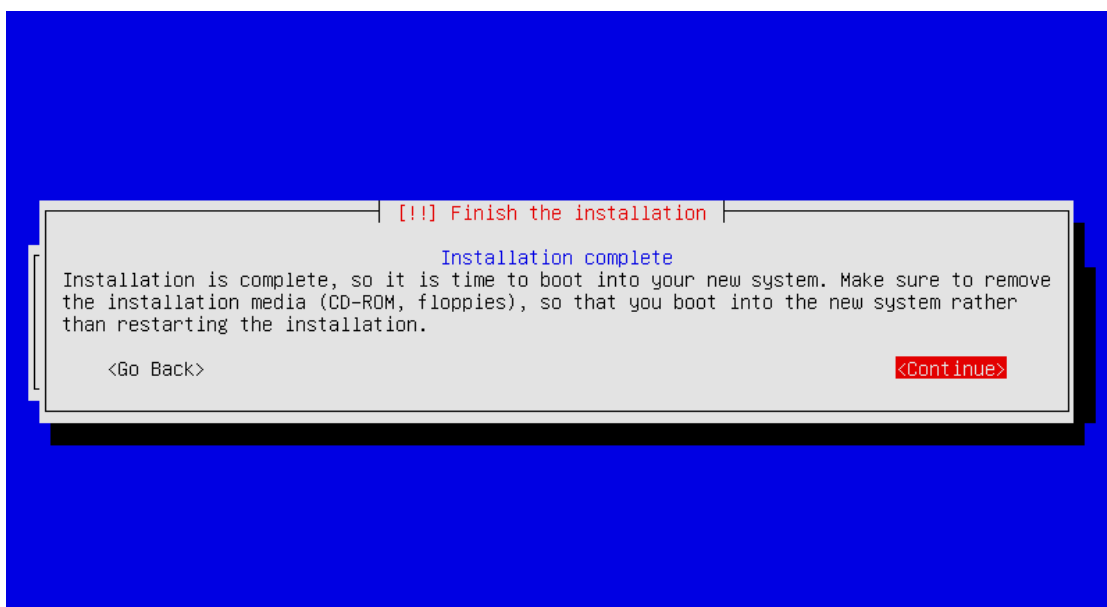 [!!] Finish the installation
Installation complete
Installation is complete, so it is time to boot into your new system. Make sure to remove
the installation media (CD-ROM, floppies), so that you boot into the new system rather
than restarting the installation.
<Go Back> <Continue>